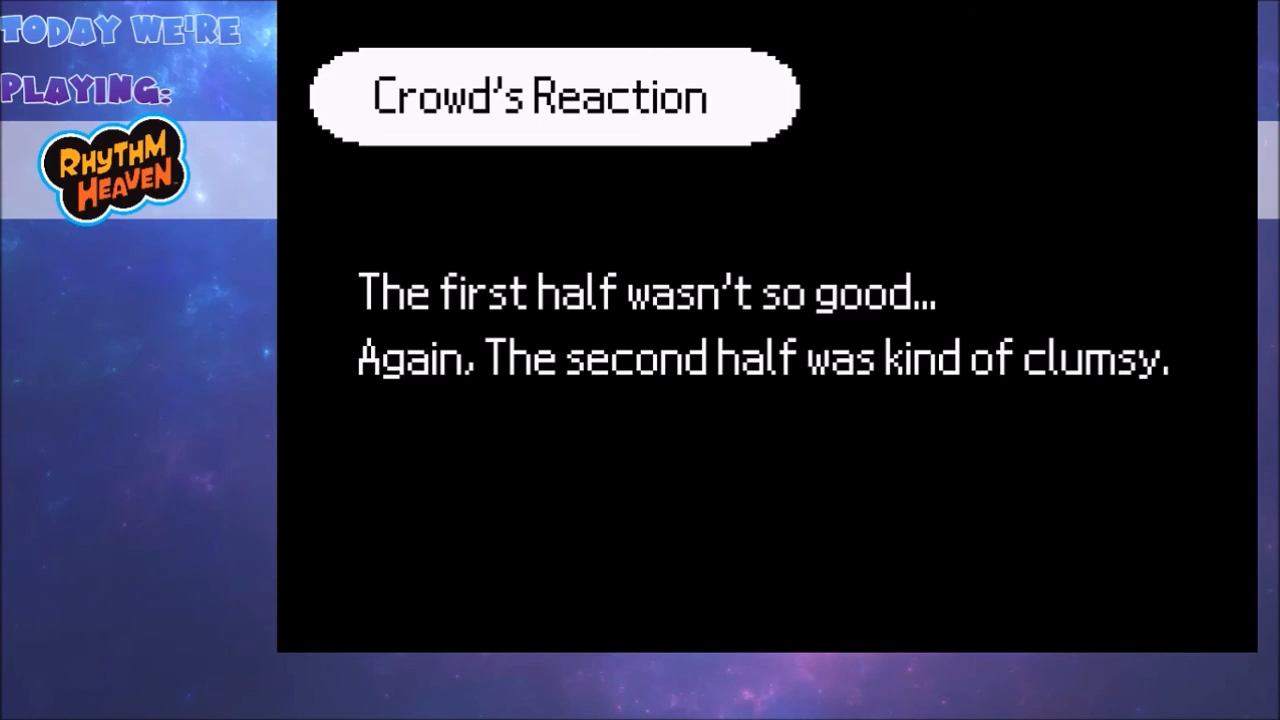 TODAY WE'RE
PLAYING:
RHYTHM
HEAVEN
Crowd's Reaction
The first half wasn't so good...
Again, The second half was kind of clumsy.